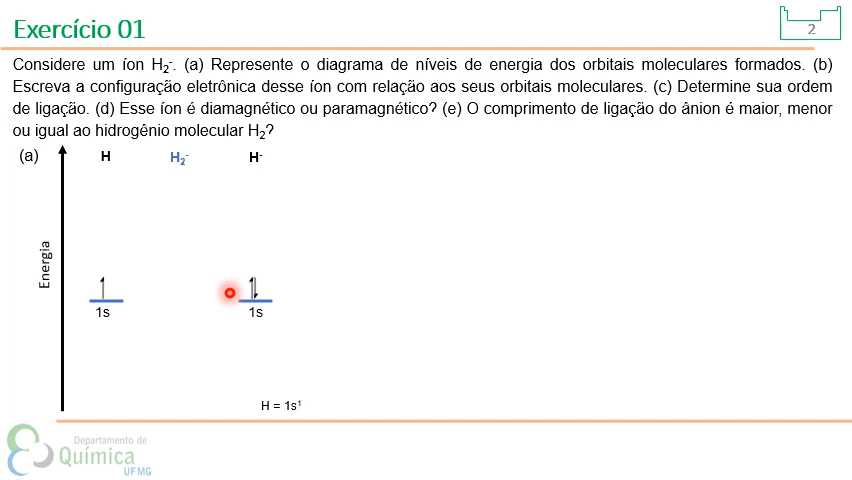 Exercício 01
2
Considere um íon H₂⁻. (a) Represente o diagrama de níveis de energia dos orbitais moleculares formados. (b)
Escreva a configuração eletrônica desse íon com relação aos seus orbitais moleculares. (c) Determine sua ordem
de ligação. (d) Esse íon é diamagnético ou paramagnético? (e) O comprimento de ligação do ânion é maior, menor
ou igual ao hidrogênio molecular H₂?
(a)
H H₂⁻ H⁻
Energia
1s 1s
H = 1s¹
Departamento de
Química
UFMG